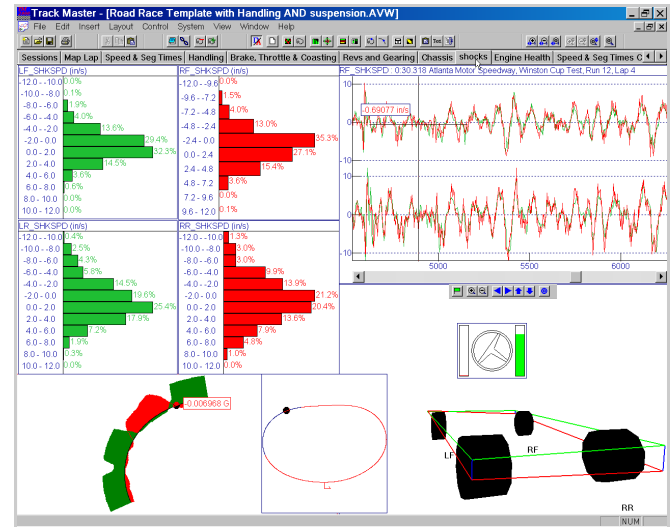 Track Master - [Road Race Template with Handling AND suspension.AVW]
File Edit Insert Layout Control System View Window Help
Sessions Map Lap Speed & Seg Times Handling Brake, Throttle & Coasting Revs and Gearing Chassis shocks Engine Health Speed & Seg Times C
LF_SHKSPD (in/s)
-12.0 - -10.0 0.0%
-10.0 - -8.0 0.1%
-8.0 - -6.0 1.9%
-6.0 - -4.0 4.0%
-4.0 - -2.0 13.6%
-2.0 - 0.0 29.4%
0.0 - 2.0 32.3%
2.0 - 4.0 14.5%
4.0 - 6.0 3.6%
6.0 - 8.0 0.6%
8.0 - 10.0 0.0%
10.0 - 12.0 0.0%
RF_SHKSPD (in/s)
-12.0 - -9.6 0.0%
-9.6 - -7.2 1.5%
-7.2 - -4.8 4.0%
-4.8 - -2.4 13.0%
-2.4 - 0.0 35.3%
0.0 - 2.4 27.1%
2.4 - 4.8 15.4%
4.8 - 7.2 3.6%
7.2 - 9.6 0.0%
9.6 - 12.0 0.1%
RF_SHKSPD : 0.30 318 Atlanta Motor Speedway, Winston Cup Test, Run 12, Lap 4
10
-0.69077 in/s
0
-10
10
0
-10
5000 5500 6000
LR_SHKSPD (in/s)
-12.0 - -10.0 0.4%
-10.0 - -8.0 2.5%
-8.0 - -6.0 4.3%
-6.0 - -4.0 5.8%
-4.0 - -2.0 14.5%
-2.0 - 0.0 19.6%
0.0 - 2.0 25.4%
2.0 - 4.0 17.9%
4.0 - 6.0 7.2%
6.0 - 8.0 1.9%
8.0 - 10.0 0.3%
10.0 - 12.0 0.0%
RR_SHKSPD (in/s)
-12.0 - -10.0 1.3%
-10.0 - -8.0 3.0%
-8.0 - -6.0 3.0%
-6.0 - -4.0 9.9%
-4.0 - -2.0 13.9%
-2.0 - 0.0 21.2%
0.0 - 2.0 20.4%
2.0 - 4.0 13.6%
4.0 - 6.0 7.9%
6.0 - 8.0 4.8%
8.0 - 10.0 1.0%
10.0 - 12.0 0.0%
-0.006968 G
LF
RF
RR
NUM